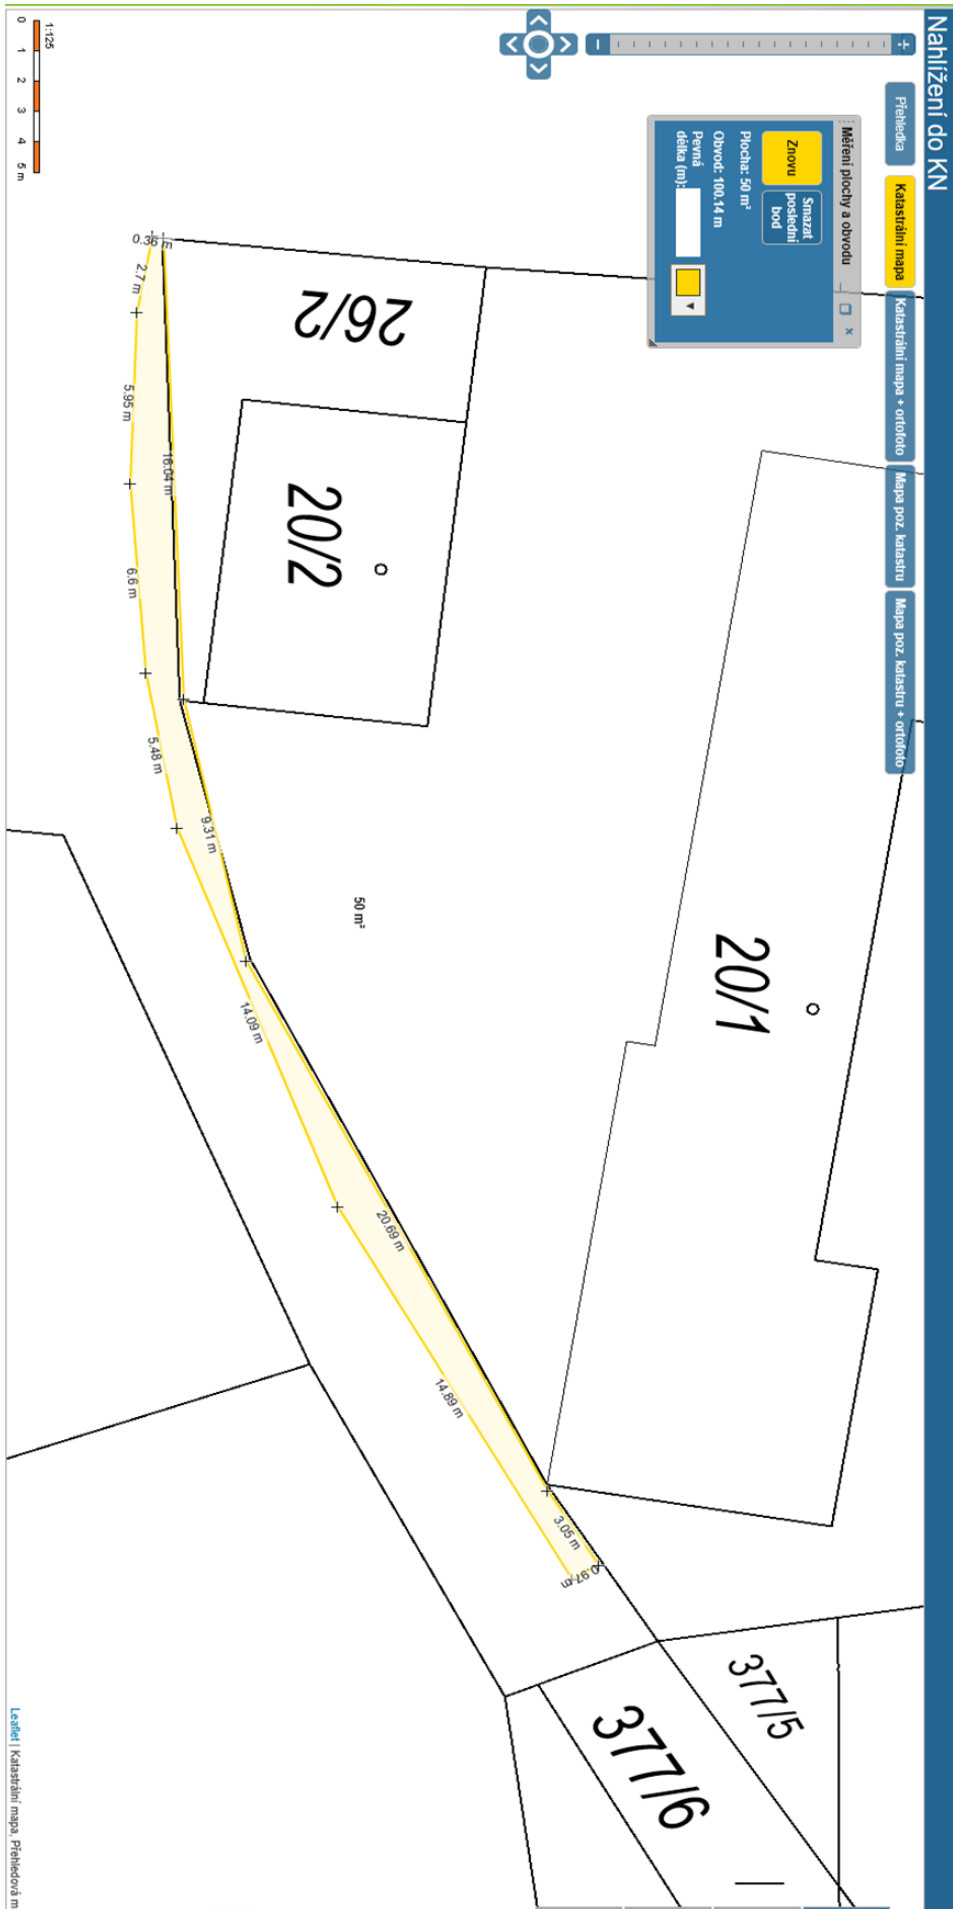 Nahlížení do KN
Přehledka
Katastrální mapa
Katastrální mapa + ortofoto
Mapa poz. katastru
Mapa poz. katastru + ortofoto
Měření plochy a obvodu
Znovu
Smazat
poslední
bod
Plocha: 50 m²
Obvod: 100.14 m
Pevná
délka (m):
1:125
0 1 2 3 4 5 m
26/2
20/2
20/1
377/5
377/6
50 m²
0.36 m
2.7 m
5.95 m
16.04 m
6.6 m
5.48 m
9.31 m
14.09 m
20.69 m
14.89 m
3.05 m
0.97 m
Leaflet | Katastrální mapa, Přehledová m